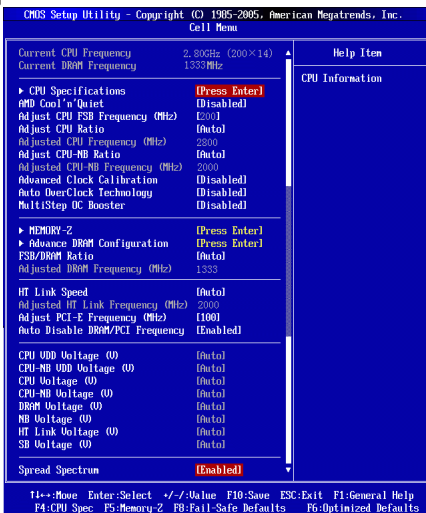 CMOS Setup Utility - Copyright (C) 1985-2005, American Megatrends, Inc.
Cell Menu
Current CPU Frequency 2.80GHz (200×14)
Current DRAM Frequency 1333MHz
► CPU Specifications [Press Enter]
AMD Cool'n'Quiet [Disabled]
Adjust CPU FSB Frequency (MHz) [200]
Adjust CPU Ratio [Auto]
Adjusted CPU Frequency (MHz) 2800
Adjust CPU-NB Ratio [Auto]
Adjusted CPU-NB Frequency (MHz) 2000
Advanced Clock Calibration [Disabled]
Auto OverClock Technology [Disabled]
MultiStep OC Booster [Disabled]
► MEMORY-Z [Press Enter]
► Advance DRAM Configuration [Press Enter]
FSB/DRAM Ratio [Auto]
Adjusted DRAM Frequency (MHz) 1333
HT Link Speed [Auto]
Adjusted HT Link Frequency (MHz) 2000
Adjust PCI-E Frequency (MHz) [100]
Auto Disable DRAM/PCI Frequency [Enabled]
CPU VDD Voltage (V) [Auto]
CPU-NB VDD Voltage (V) [Auto]
CPU Voltage (V) [Auto]
CPU-NB Voltage (V) [Auto]
DRAM Voltage (V) [Auto]
NB Voltage (V) [Auto]
HT Link Voltage (V) [Auto]
SB Voltage (V) [Auto]
Spread Spectrum [Enabled]
Help Item
CPU Information
↑↓←→:Move Enter:Select +/-/:Value F10:Save ESC:Exit F1:General Help
F4:CPU Spec F5:Memory-Z F8:Fail-Safe Defaults F6:Optimized Defaults